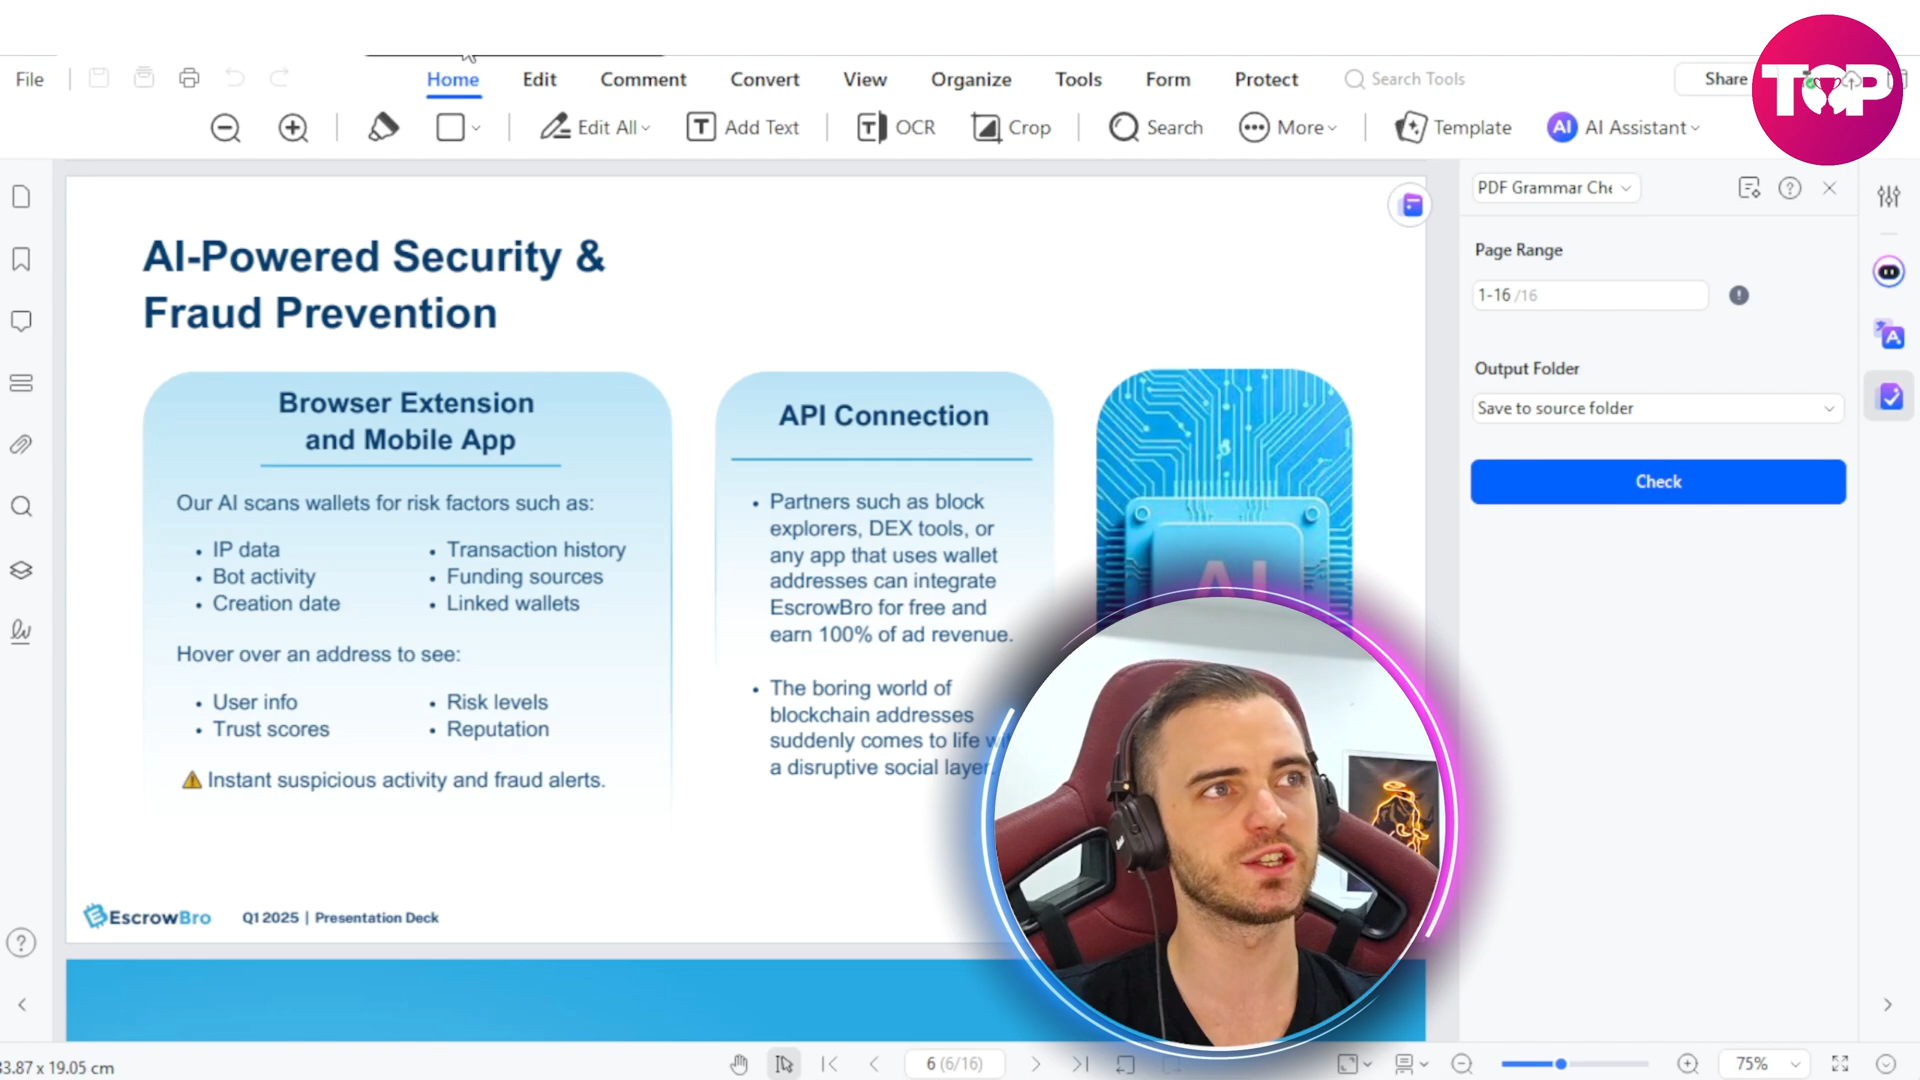 TOP
File
Home
Edit
Comment
Convert
View
Organize
Tools
Form
Protect
Search Tools
Share
Edit All
Add Text
OCR
Crop
Search
More
Template
AI
AI Assistant
PDF Grammar Che
Page Range
1-16 /16
Output Folder
Save to source folder
Check
AI-Powered Security &
Fraud Prevention
Browser Extension
and Mobile App
Our AI scans wallets for risk factors such as:
• IP data
• Bot activity
• Creation date
• Transaction history
• Funding sources
• Linked wallets
Hover over an address to see:
• User info
• Trust scores
• Risk levels
• Reputation
⚠ Instant suspicious activity and fraud alerts.
API Connection
• Partners such as block
explorers, DEX tools, or
any app that uses wallet
addresses can integrate
EscrowBro for free and
earn 100% of ad revenue.
• The boring world of
blockchain addresses
suddenly comes to life
a disruptive social layer.
AI
EscrowBro
Q1 2025 | Presentation Deck
33.87 x 19.05 cm
6 (6/16)
75%